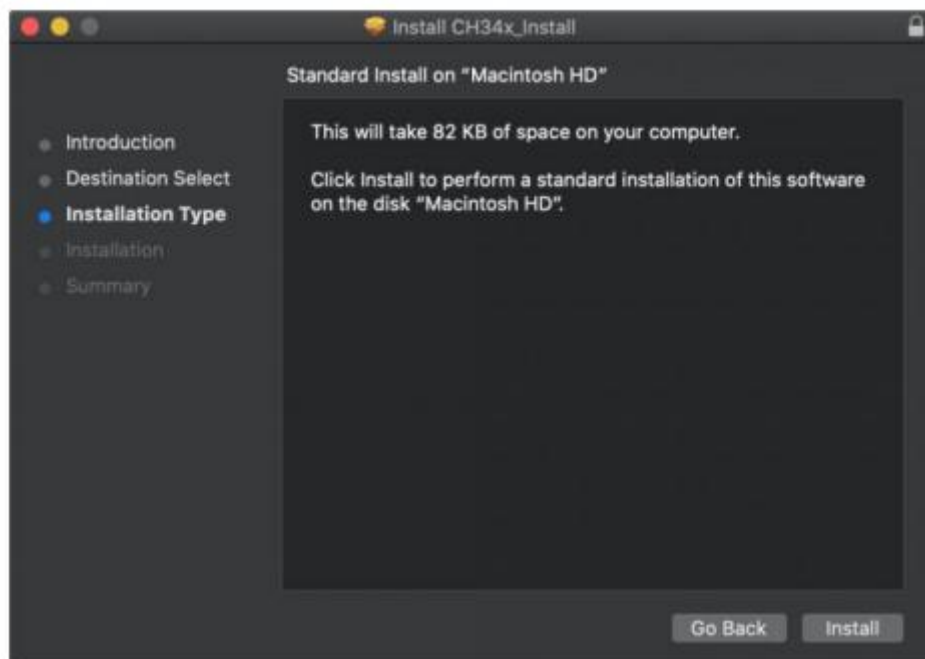 Install CH34x_Install
Standard Install on “Macintosh HD”
Introduction
Destination Select
Installation Type
Installation
Summary
This will take 82 KB of space on your computer.
Click Install to perform a standard installation of this software
on the disk “Macintosh HD”.
Go Back
Install